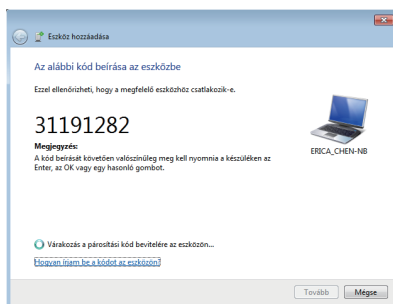 Eszköz hozzáadása
Az alábbi kód beírása az eszközbe
Ezzel ellenőrizheti, hogy a megfelelő eszközhöz csatlakozik-e.
31191282
Megjegyzés:
A kód beírását követően valószínűleg meg kell nyomnia a készüléken az
Enter, az OK vagy egy hasonló gombot.
ERICA_CHEN-NB
Várakozás a párosítási kód bevitelére az eszközön...
Hogyan írjam be a kódot az eszközön?
Tovább
Mégse